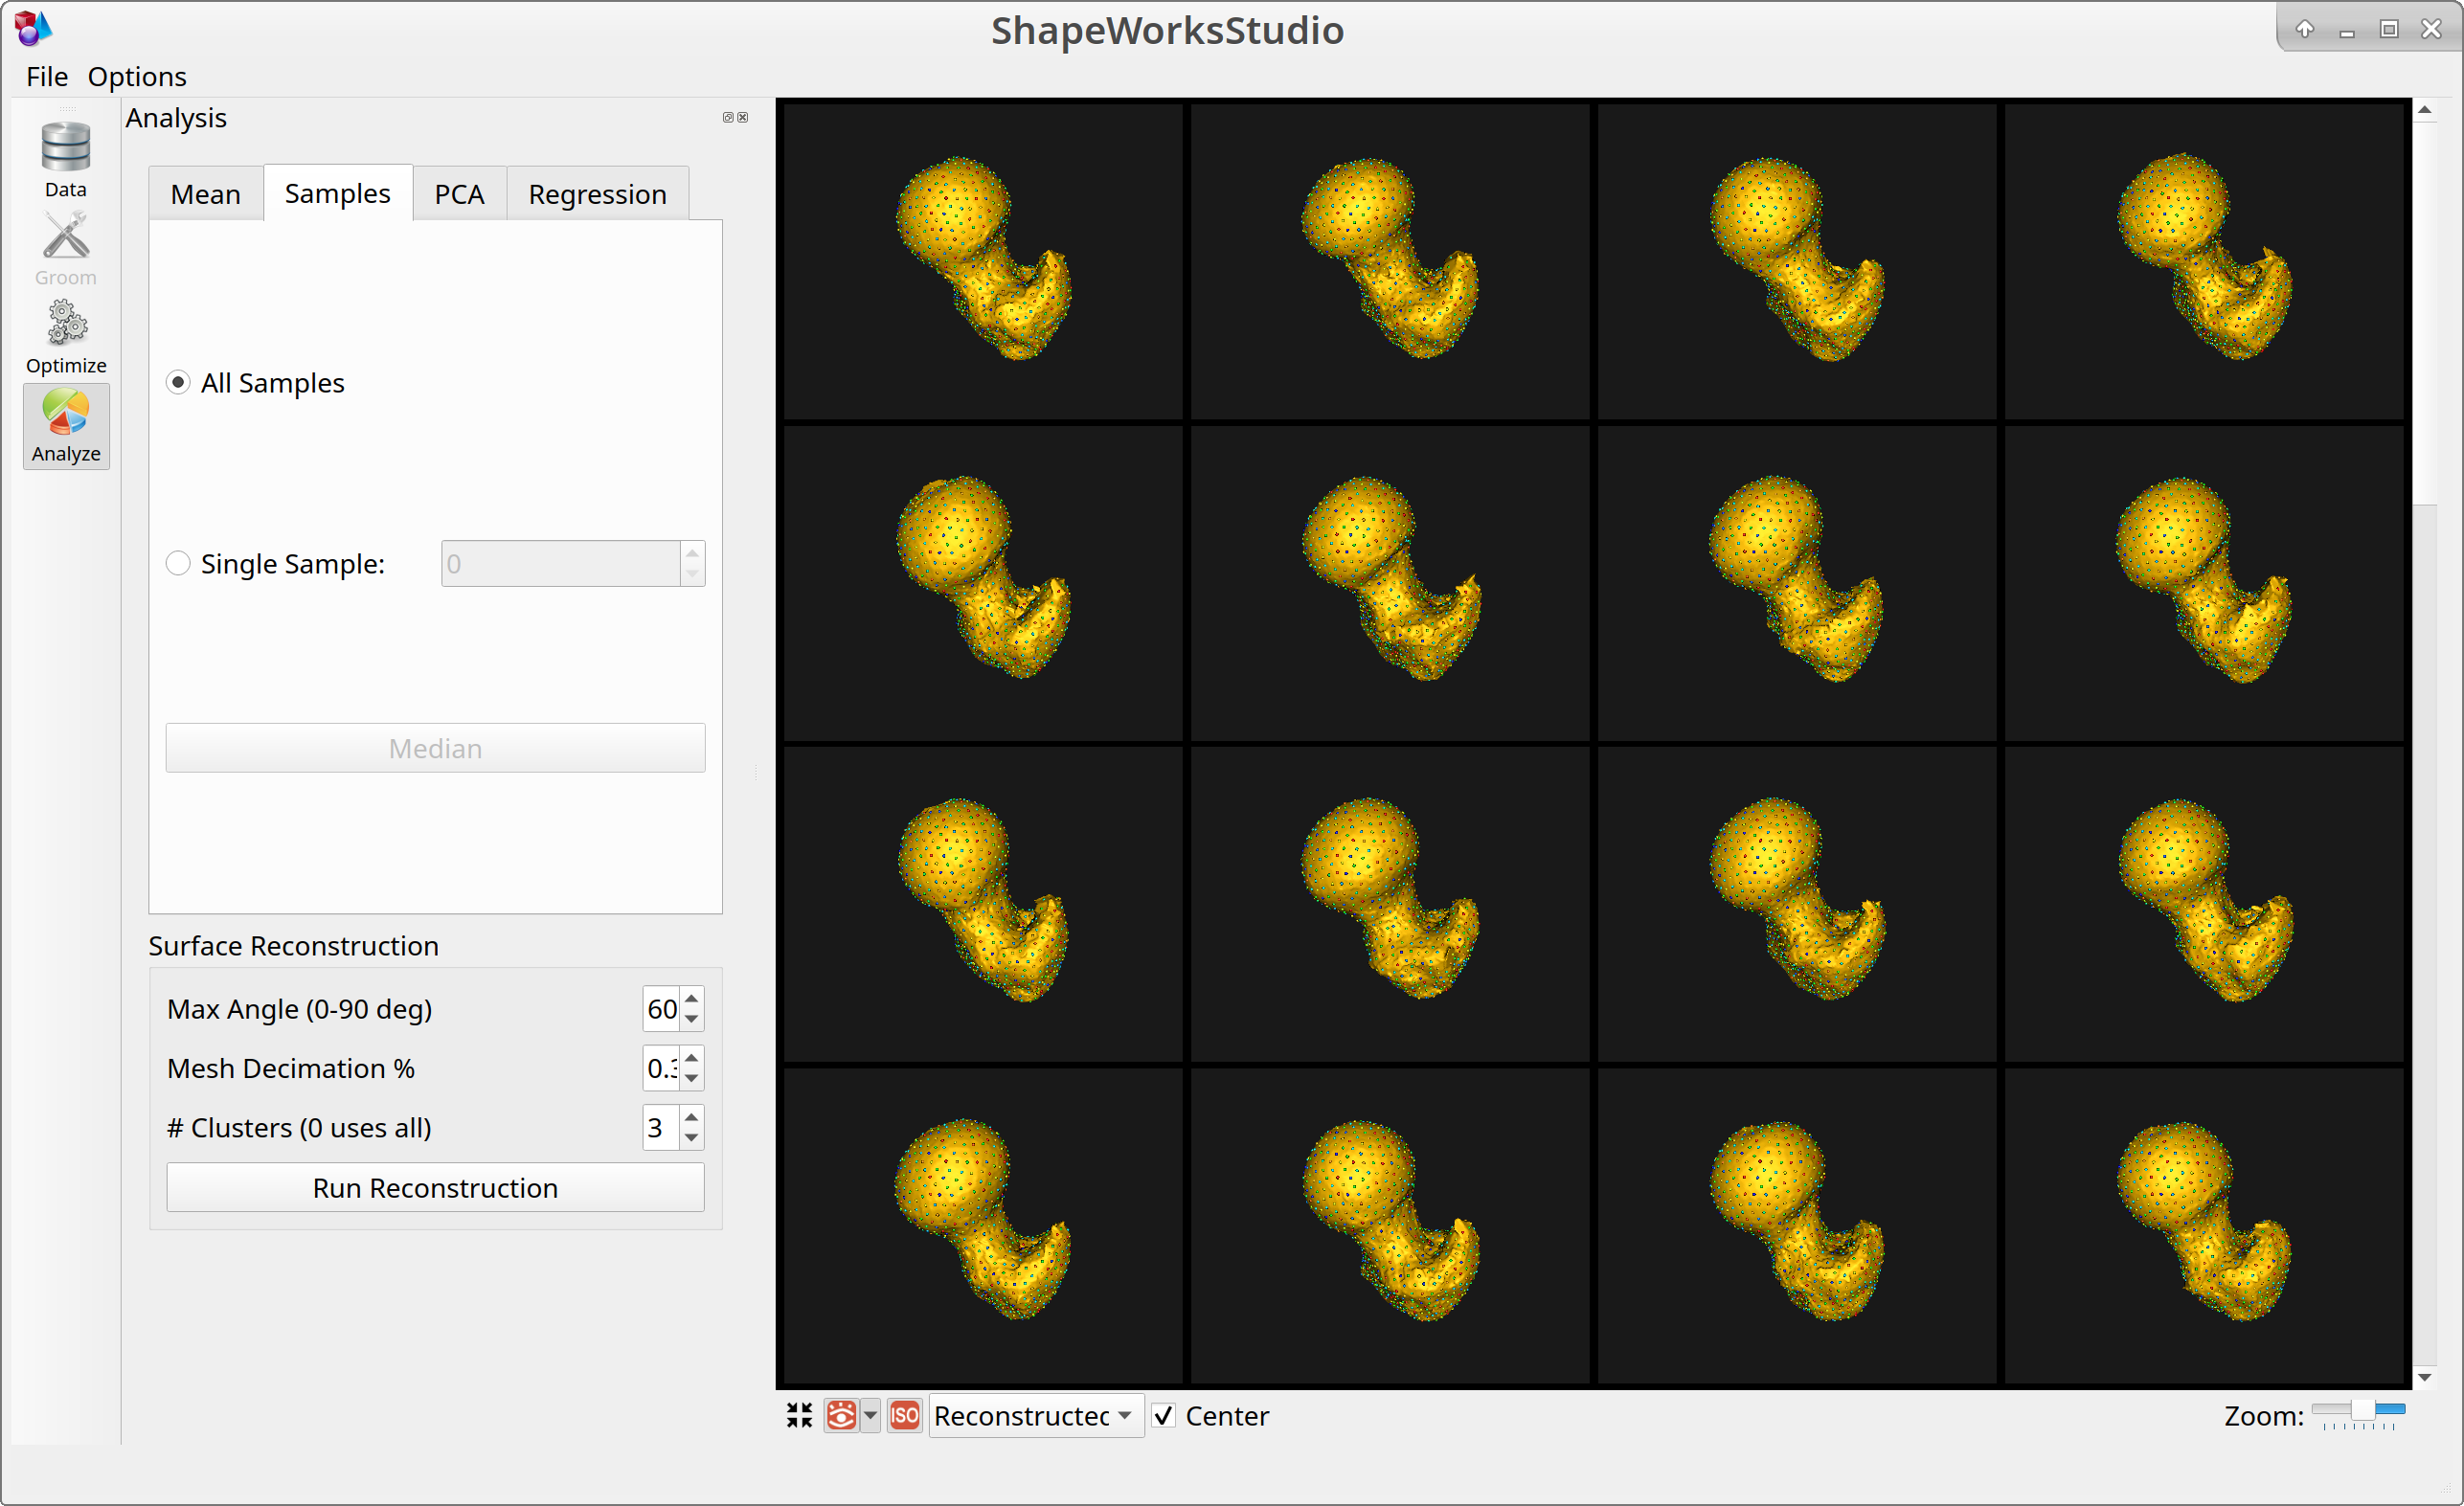 ShapeWorksStudio
File Options
Data
Groom
Optimize
Analyze
Analysis
Mean Samples PCA Regression
All Samples
Single Sample: 0
Median
Surface Reconstruction
Max Angle (0-90 deg) 60
Mesh Decimation % 0.3
# Clusters (0 uses all) 3
Run Reconstruction
ISO Reconstructed Center
Zoom: